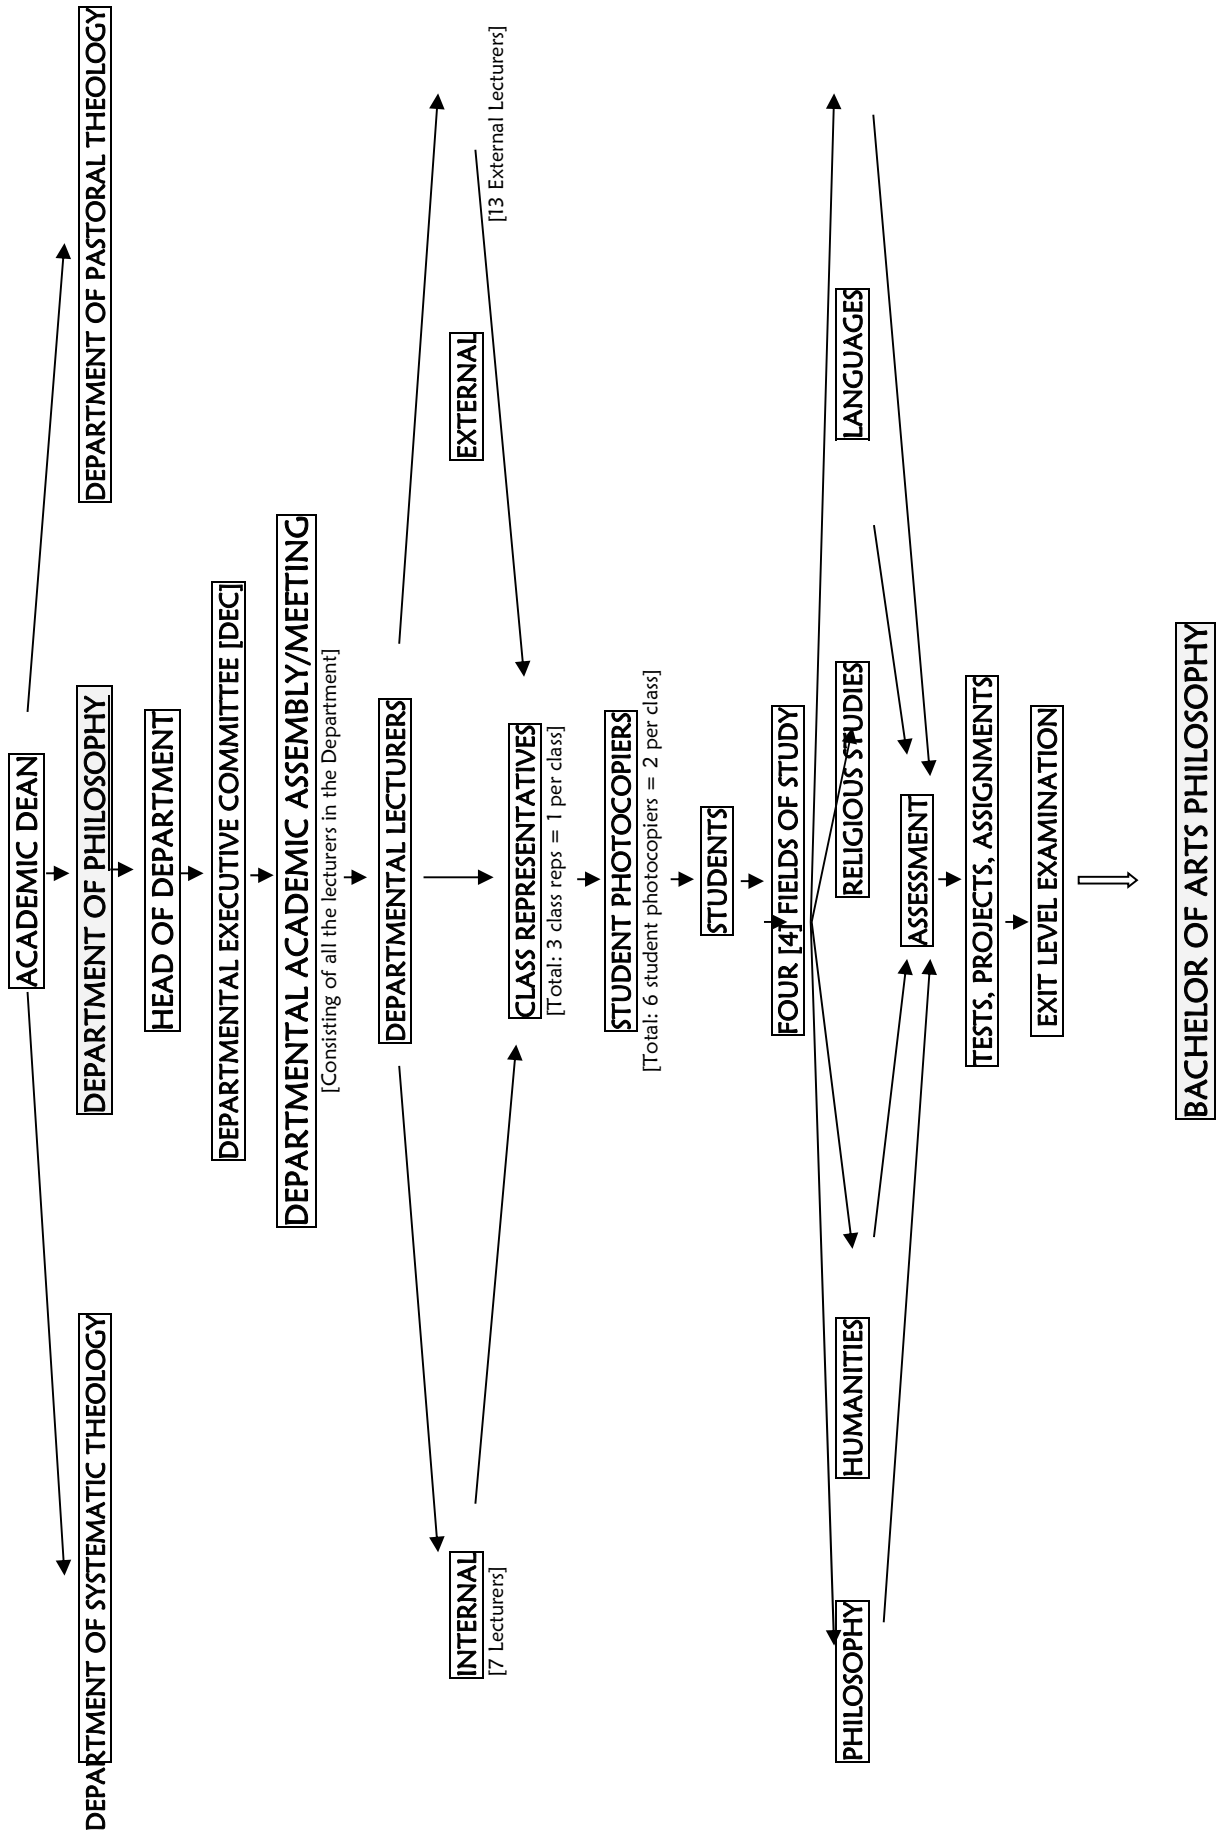 ACADEMIC DEAN
DEPARTMENT OF SYSTEMATIC THEOLOGY
DEPARTMENT OF PHILOSOPHY
DEPARTMENT OF PASTORAL THEOLOGY
HEAD OF DEPARTMENT
DEPARTMENTAL EXECUTIVE COMMITTEE [DEC]
DEPARTMENTAL ACADEMIC ASSEMBLY/MEETING
[Consisting of all the lecturers in the Department]
DEPARTMENTAL LECTURERS
INTERNAL
EXTERNAL
[7 Lecturers]
[13 External Lecturers]
CLASS REPRESENTATIVES
[Total: 3 class reps = 1 per class]
STUDENT PHOTOCOPIERS
[Total: 6 student photocopiers = 2 per class]
STUDENTS
FOUR [4] FIELDS OF STUDY
PHILOSOPHY
HUMANITIES
RELIGIOUS STUDIES
LANGUAGES
ASSESSMENT
TESTS, PROJECTS, ASSIGNMENTS
EXIT LEVEL EXAMINATION
BACHELOR OF ARTS PHILOSOPHY